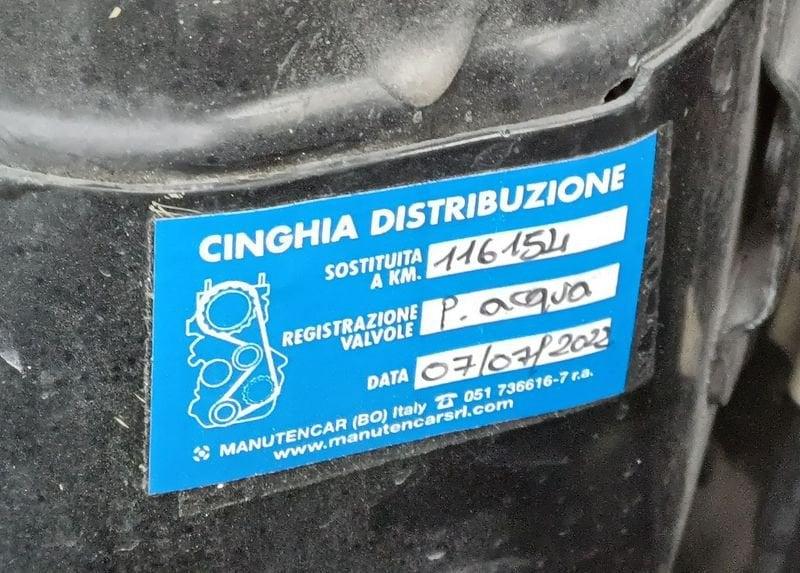 CINGHIA DISTRIBUZIONE
SOSTITUITA
A KM. 116154
REGISTRAZIONE
VALVOLE P. acqua
DATA 07/07/2022
MANUTENCAR (BO) Italy ☎ 051 736616-7 r.a.
www.manutencarsrl.com